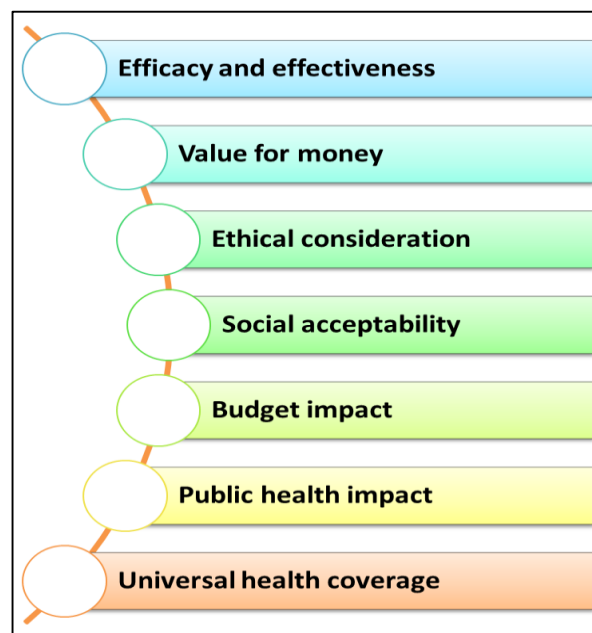 Efficacy and effectiveness
Value for money
Ethical consideration
Social acceptability
Budget impact
Public health impact
Universal health coverage